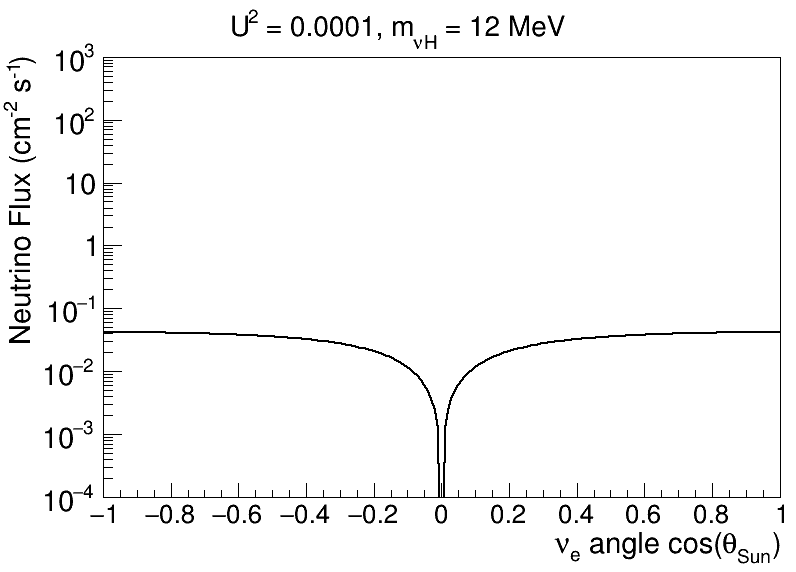 U² = 0.0001, m_νH = 12 MeV
Neutrino Flux (cm⁻² s⁻¹)
10³
10²
10
1
10⁻¹
10⁻²
10⁻³
10⁻⁴
−1 −0.8 −0.6 −0.4 −0.2 0 0.2 0.4 0.6 0.8 1
νₑ angle cos(θ_Sun)